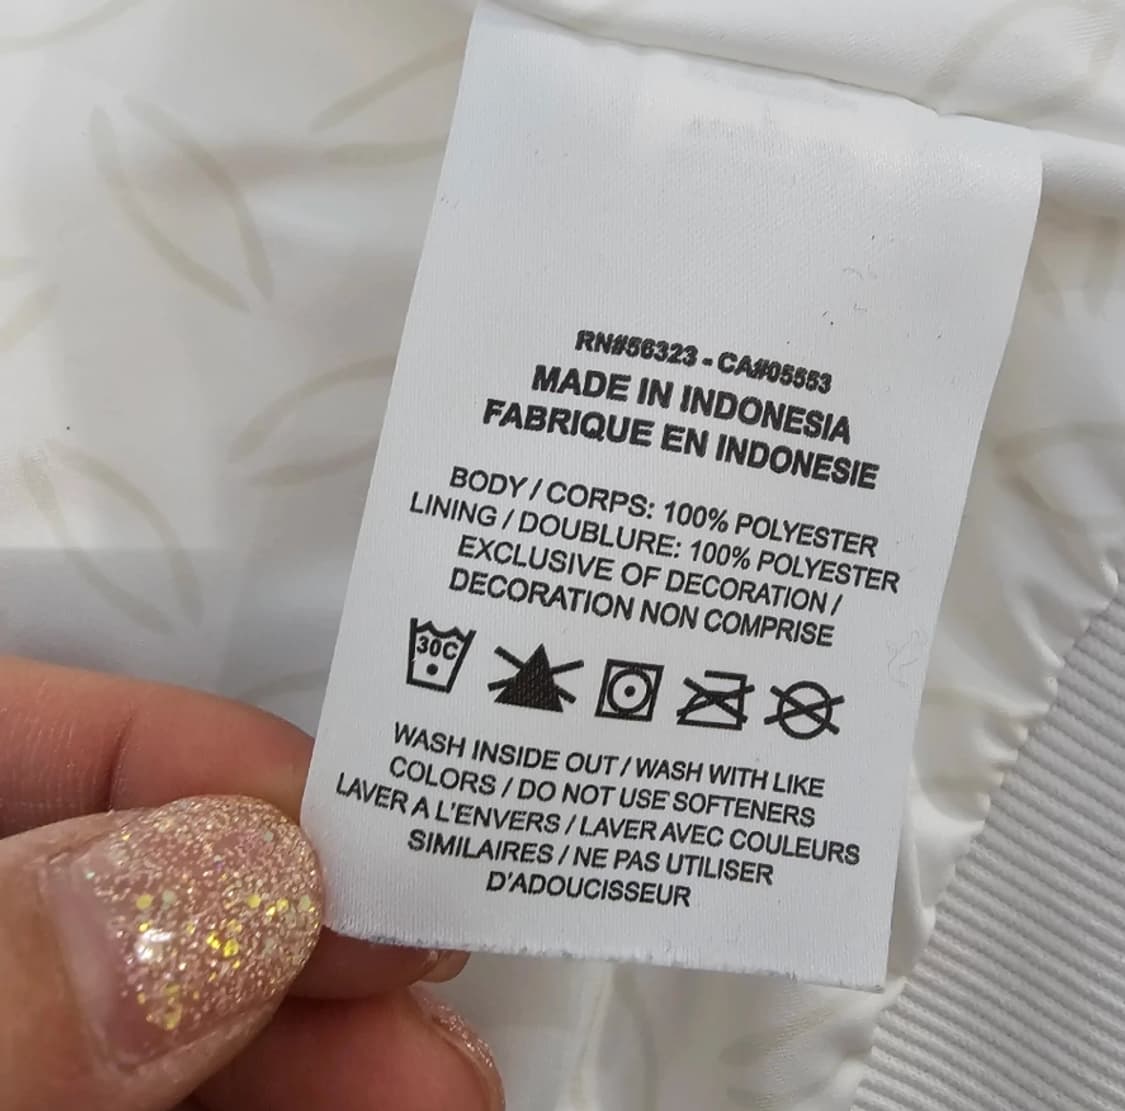 RN#56323 - CA#05553
MADE IN INDONESIA
FABRIQUE EN INDONESIE
BODY / CORPS: 100% POLYESTER
LINING / DOUBLURE: 100% POLYESTER
EXCLUSIVE OF DECORATION /
DECORATION NON COMPRISE
30C
WASH INSIDE OUT / WASH WITH LIKE
COLORS / DO NOT USE SOFTENERS
LAVER A L'ENVERS / LAVER AVEC COULEURS
SIMILAIRES / NE PAS UTILISER
D'ADOUCISSEUR